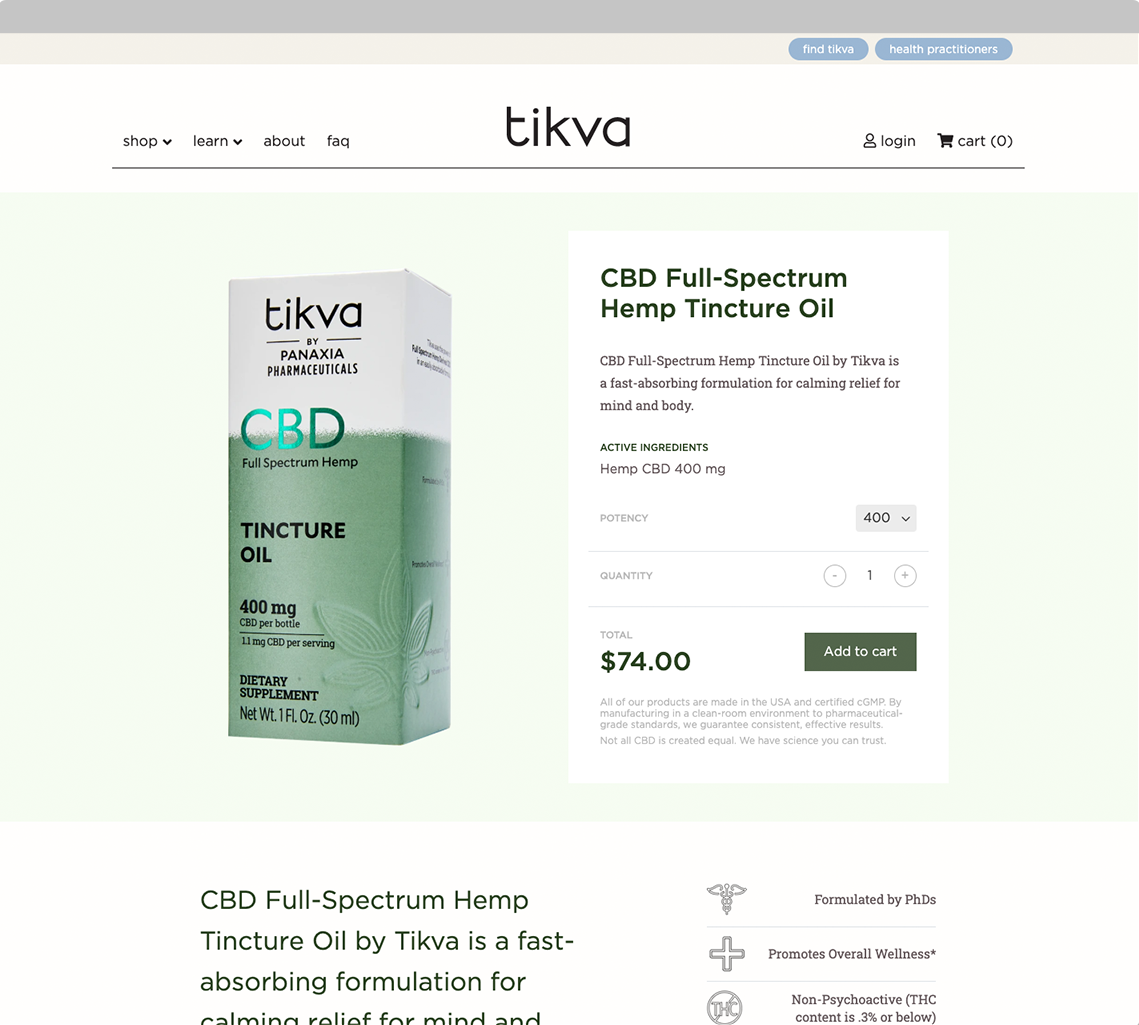 find tikva
health practitioners
shop
learn
about
faq
tikva
login
cart (0)
tikva
BY
PANAXIA
PHARMACEUTICALS
CBD
Full Spectrum Hemp
TINCTURE
OIL
400 mg
CBD per bottle
1.1 mg CBD per serving
DIETARY
SUPPLEMENT
Net Wt. 1 Fl. Oz. (30 ml)
CBD Full-Spectrum
Hemp Tincture Oil
CBD Full-Spectrum Hemp Tincture Oil by Tikva is
a fast-absorbing formulation for calming relief for
mind and body.
ACTIVE INGREDIENTS
Hemp CBD 400 mg
POTENCY
400
QUANTITY
- 1 +
TOTAL
$74.00
Add to cart
All of our products are made in the USA and certified cGMP. By
manufacturing in a clean-room environment to pharmaceutical-
grade standards, we guarantee consistent, effective results.
Not all CBD is created equal. We have science you can trust.
CBD Full-Spectrum Hemp
Tincture Oil by Tikva is a fast-
absorbing formulation for
calming relief for mind and
Formulated by PhDs
Promotes Overall Wellness*
THC
Non-Psychoactive (THC
content is .3% or below)